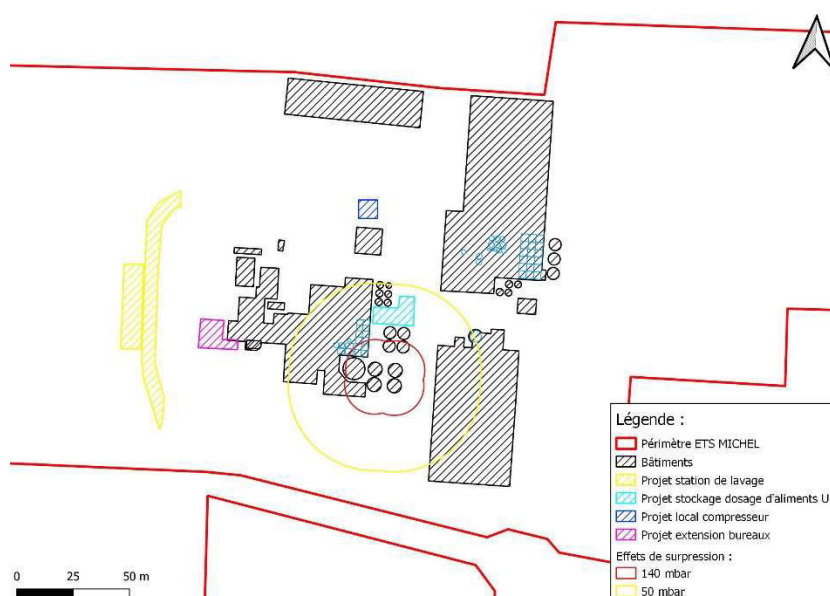 Légende :
Périmètre ETS MICHEL
Bâtiments
Projet station de lavage
Projet stockage dosage d'aliments U
Projet local compresseur
Projet extension bureaux
Effets de surpression :
140 mbar
50 mbar
0 25 50 m